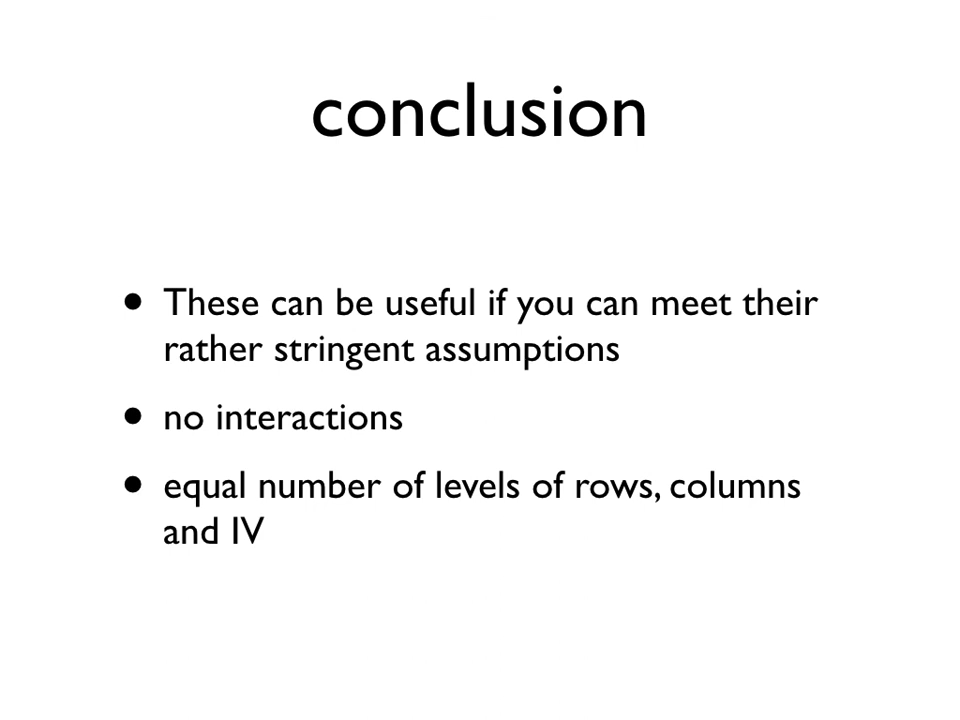 conclusion
• These can be useful if you can meet their
rather stringent assumptions
• no interactions
• equal number of levels of rows, columns
and IV